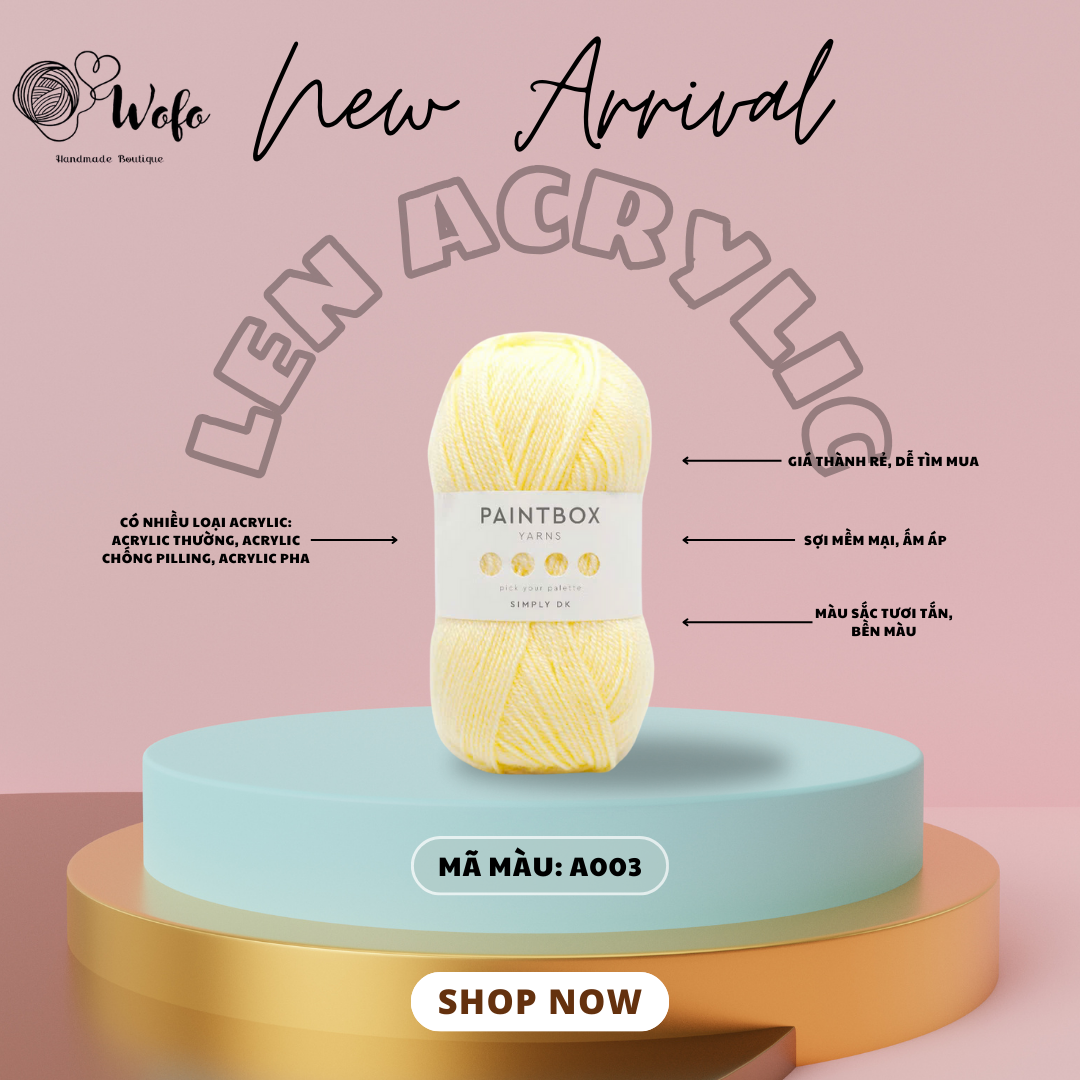 Wofo
Handmade Boutique
New Arrival
LEN ACRYLIC
GIÁ THÀNH RẺ, DỄ TÌM MUA
CÓ NHIỀU LOẠI ACRYLIC:
ACRYLIC THƯỜNG, ACRYLIC
CHỐNG PILLING, ACRYLIC PHA
SỢI MỀM MẠI, ẤM ÁP
MÀU SẮC TƯƠI TẮN,
BỀN MÀU
PAINTBOX
YARNS
pick your palette
SIMPLY DK
MÃ MÀU: A003
SHOP NOW